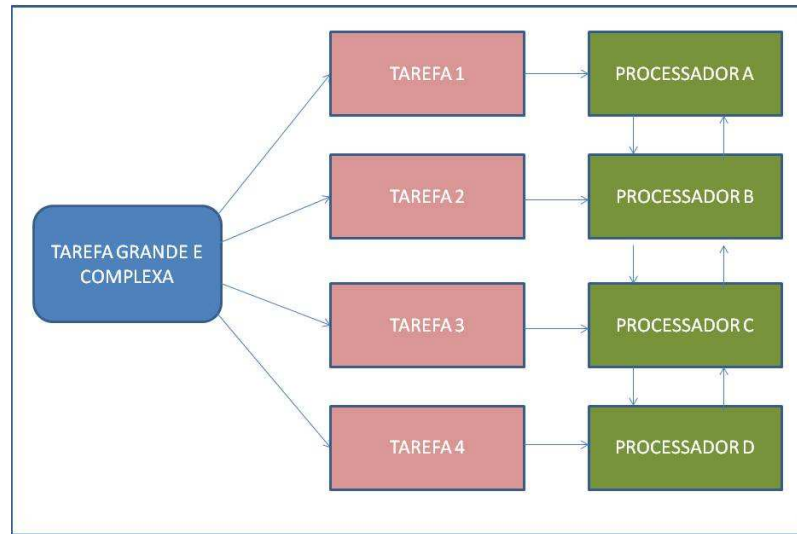 TAREFA GRANDE E
COMPLEXA
TAREFA 1
PROCESSADOR A
TAREFA 2
PROCESSADOR B
TAREFA 3
PROCESSADOR C
TAREFA 4
PROCESSADOR D